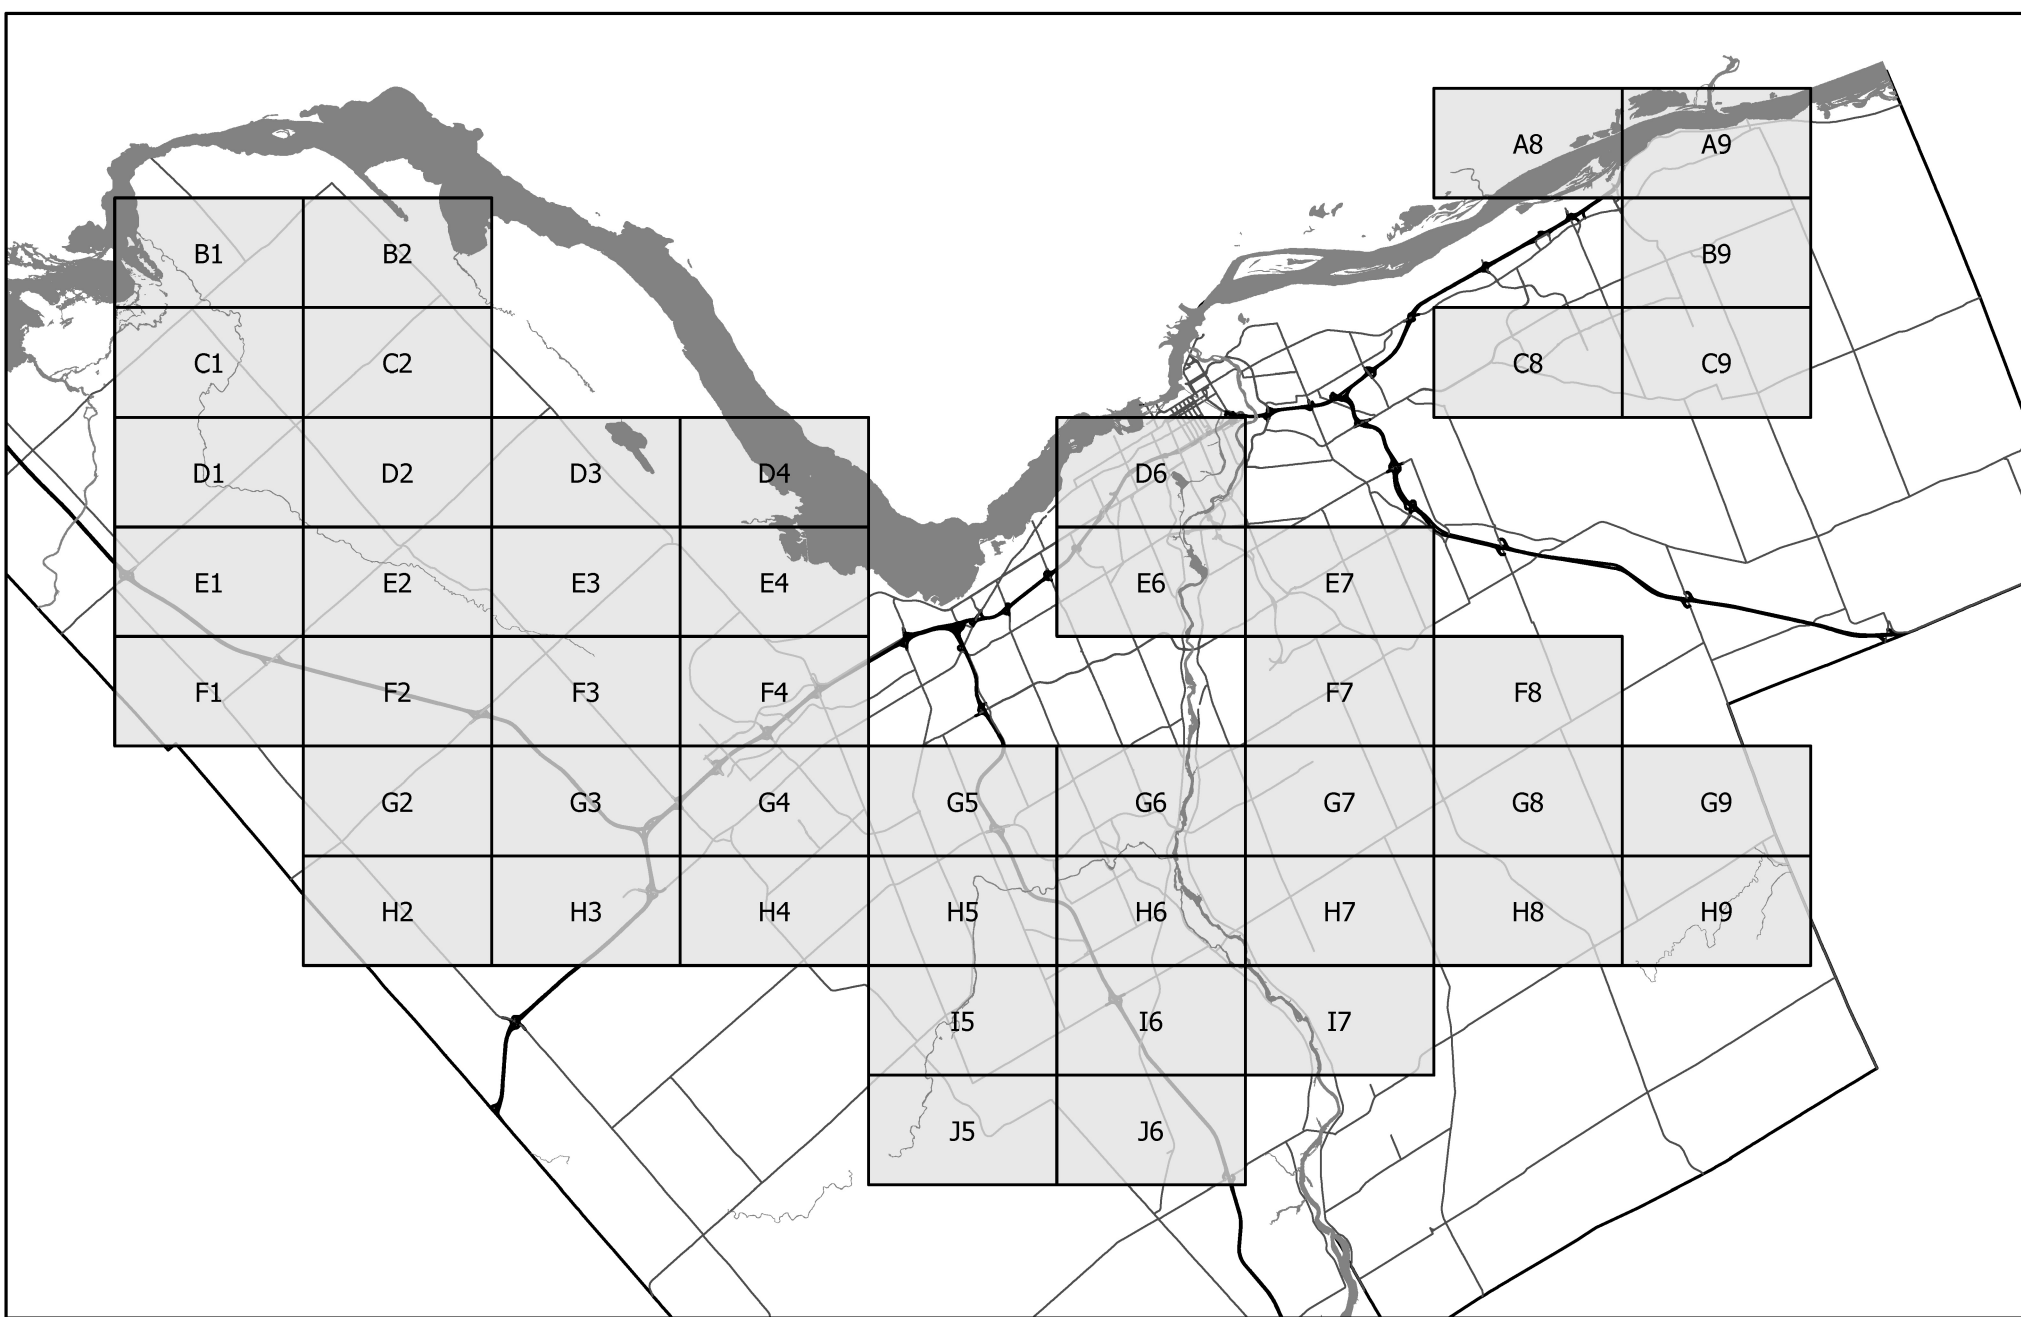 A8 A9
B1 B2 B9
C1 C2 C8 C9
D1 D2 D3 D4 D6
E1 E2 E3 E4 E6 E7
F1 F2 F3 F4 F7 F8
G2 G3 G4 G5 G6 G7 G8 G9
H2 H3 H4 H5 H6 H7 H8 H9
I5 I6 I7
J5 J6